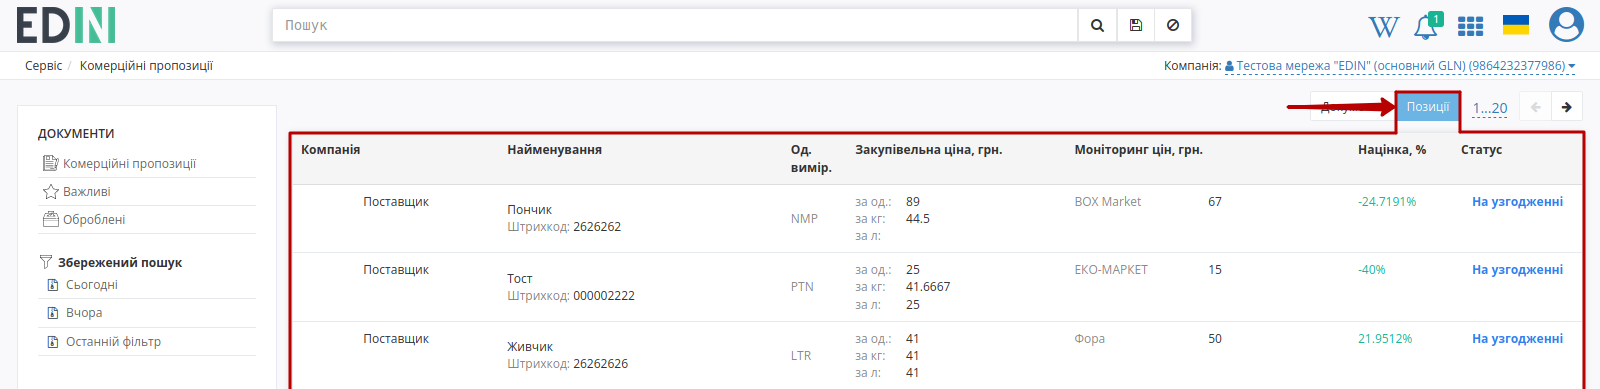 EDIN
Пошук
W
1
Сервіс / Комерційні пропозиції
Компанія: Тестова мережа "EDIN" (основний GLN) (9864232377986)
Позиції
1...20
ДОКУМЕНТИ
Комерційні пропозиції
Важливі
Оброблені
Збережений пошук
Сьогодні
Вчора
Останній фільтр
Компанія Найменування Од. вимір. Закупівельна ціна, грн. Моніторинг цін, грн. Націнка, % Статус
Поставщик
Пончик
Штрихкод: 2626262
NMP
за од.: 89
за кг: 44.5
за л:
BOX Market 67 -24.7191% На узгодженні
Поставщик
Тост
Штрихкод: 000002222
PTN
за од.: 25
за кг: 41.6667
за л: 25
ЕКО-МАРКЕТ 15 -40% На узгодженні
Поставщик
Живчик
Штрихкод: 26262626
LTR
за од.: 41
за кг: 41
за л: 41
Фора 50 21.9512% На узгодженні